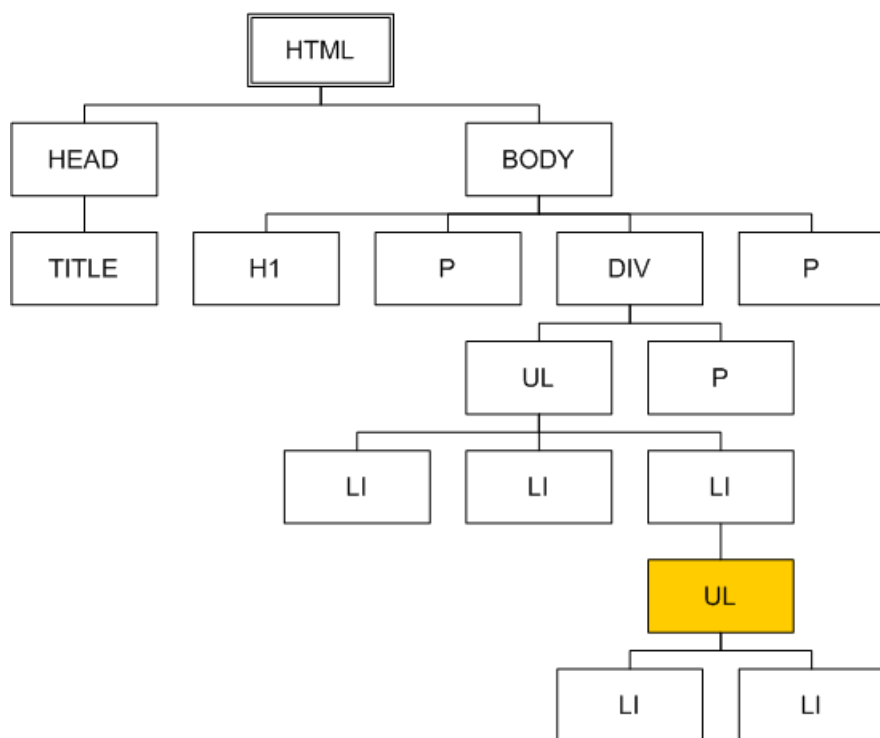 HTML
HEAD BODY
TITLE H1 P DIV P
UL P
LI LI LI
UL
LI LI